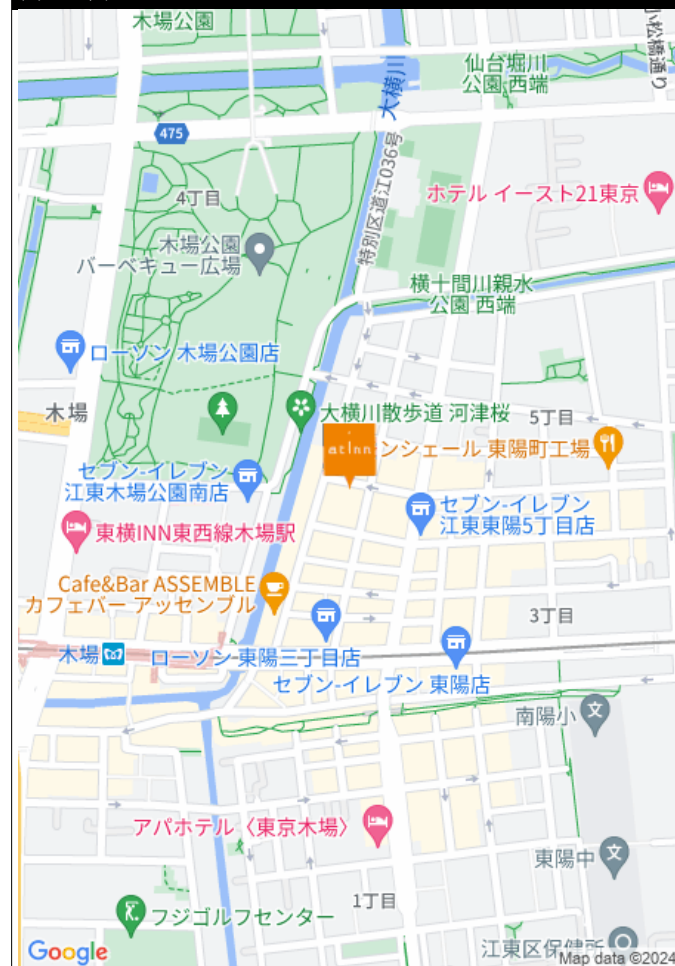 木場公園
小松橋通り
仙台堀川
公園 西端
大横川
475
特別区道江036号
4丁目
ホテル イースト21東京
木場公園
バーベキュー広場
横十間川親水
公園 西端
ローソン 木場公園店
木場
大横川散歩道 河津桜
5丁目
at inn
ンシェール 東陽町工場
セブン-イレブン
江東木場公園南店
セブン-イレブン
江東東陽5丁目店
東横INN東西線木場駅
Cafe&Bar ASSEMBLE
カフェバー アッセンブル
3丁目
木場
ローソン 東陽三丁目店
セブン-イレブン 東陽店
南陽小
文
アパホテル〈東京木場〉
東陽中
文
1丁目
フジゴルフセンター
江東区保健所
Google
Map data ©2024